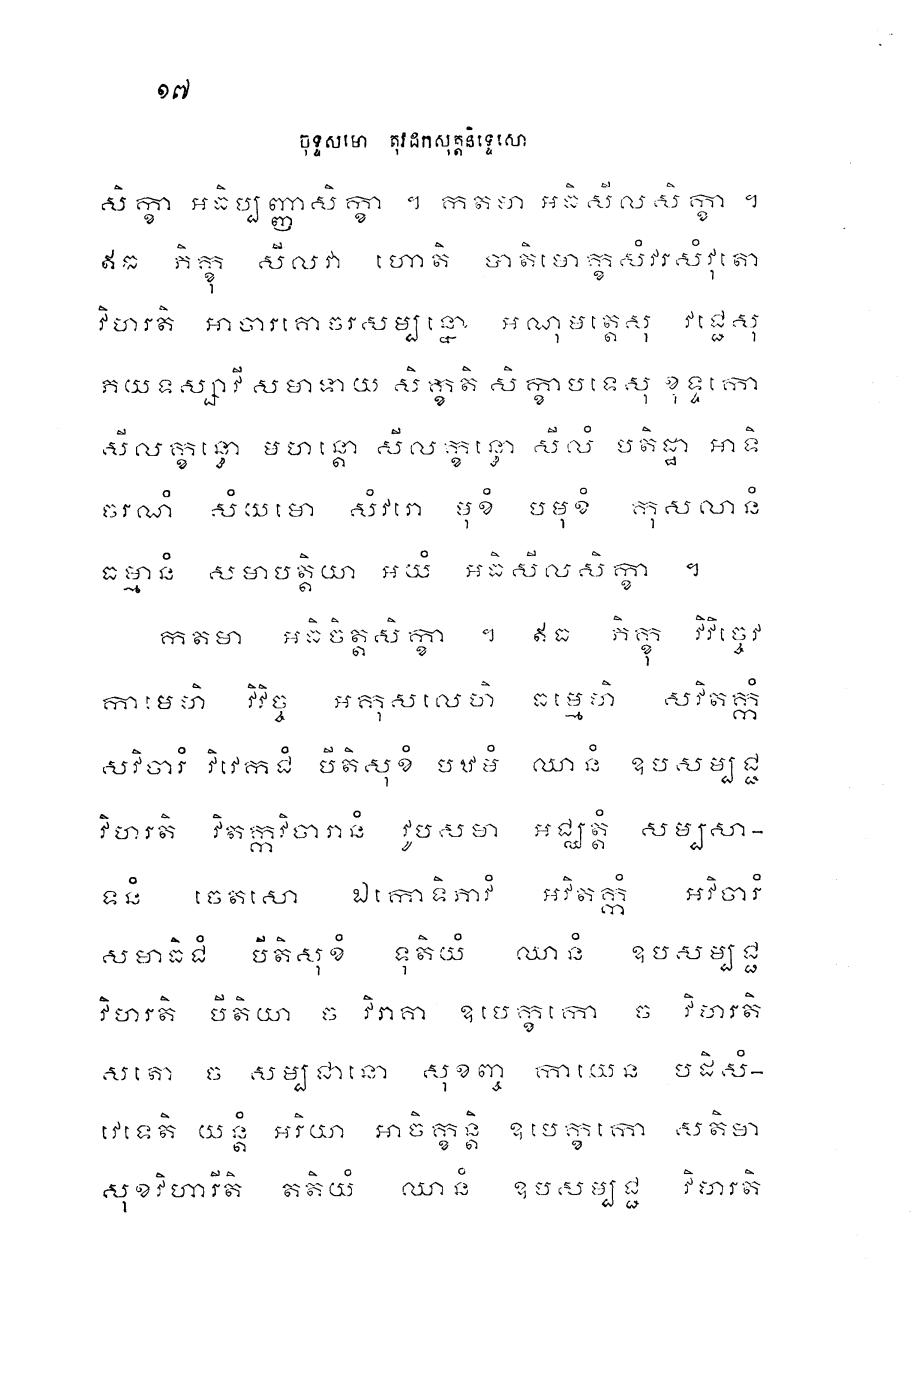 ១៧
ចុទ្ទសមោ តុវដកសុត្តនិទ្ទេសោ
សិក្ខា អធិប្បញ្ញាសិក្ខា ។ កតមា អធិសីលសិក្ខា ។
ឥធ ភិក្ខុ សីលវា ហោតិ បាតិមោក្ខសំវរសំវុតោ
វិហរតិ អាចារគោចរសម្បន្នោ អណុមត្តេសុ វជ្ជេសុ
ភយទស្សាវី សមាទាយ សិក្ខតិ សិក្ខាបទេសុ ខុទ្ទកោ
សីលក្ខន្ធោ មហន្តោ សីលក្ខន្ធោ សីលំ បតិដ្ឋា អាទិ
ចរណំ សំយមោ សំវរោ មុខំ បមុខំ កុសលានំ
ធម្មានំ សមាបត្តិយា អយំ អធិសីលសិក្ខា ។
កតមា អធិចិត្តសិក្ខា ។ ឥធ ភិក្ខុ វិវិច្ចេវ
កាមេហិ វិវិច្ច អកុសលេហិ ធម្មេហិ សវិតក្កំ
សវិចារំ វិវេកជំ បីតិសុខំ បឋមំ ឈានំ ឧបសម្បជ្ជ
វិហរតិ វិតក្កវិចារានំ វូបសមា អជ្ឈត្តំ សម្បសា-
ទនំ ចេតសោ ឯកោទិភាវំ អវិតក្កំ អវិចារំ
សមាធិជំ បីតិសុខំ ទុតិយំ ឈានំ ឧបសម្បជ្ជ
វិហរតិ បីតិយា ច វិរាគា ឧបេក្ខកោ ច វិហរតិ
សតោ ច សម្បជានោ សុខញ្ច កាយេន បដិសំ-
វេទេតិ យន្តំ អរិយា អាចិក្ខន្តិ ឧបេក្ខកោ សតិមា
សុខវិហារីតិ តតិយំ ឈានំ ឧបសម្បជ្ជ វិហរតិ